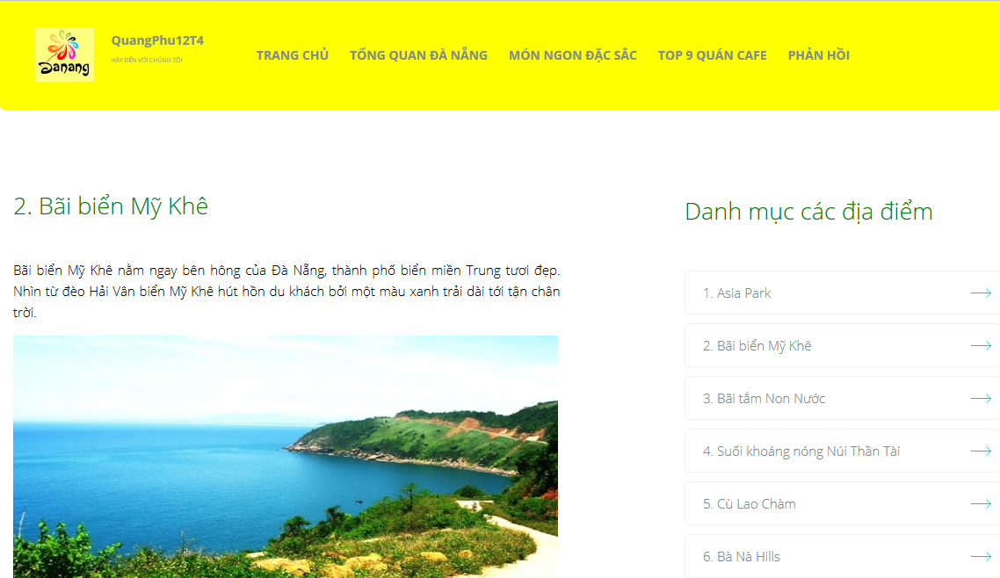 Danang
QuangPhu12T4
HÃY ĐẾN VỚI CHÚNG TÔI
TRANG CHỦ
TỔNG QUAN ĐÀ NẴNG
MÓN NGON ĐẶC SẮC
TOP 9 QUÁN CAFE
PHẢN HỒI
2. Bãi biển Mỹ Khê
Bãi biển Mỹ Khê nằm ngay bên hông của Đà Nẵng, thành phố biển miền Trung tươi đẹp.
Nhìn từ đèo Hải Vân biển Mỹ Khê hút hồn du khách bởi một màu xanh trải dài tới tận chân
trời.
Danh mục các địa điểm
1. Asia Park
2. Bãi biển Mỹ Khê
3. Bãi tắm Non Nước
4. Suối khoáng nóng Núi Thần Tài
5. Cù Lao Chàm
6. Bà Nà Hills